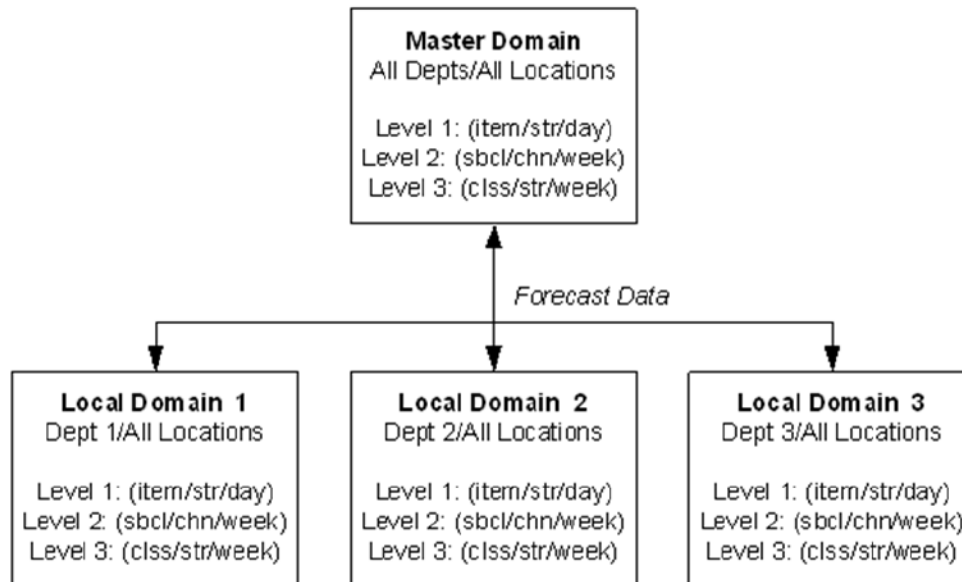 Master Domain
All Depts/All Locations
Level 1: (item/str/day)
Level 2: (sbcl/chn/week)
Level 3: (clss/str/week)
Forecast Data
Local Domain 1
Dept 1/All Locations
Level 1: (item/str/day)
Level 2: (sbcl/chn/week)
Level 3: (clss/str/week)
Local Domain 2
Dept 2/All Locations
Level 1: (item/str/day)
Level 2: (sbcl/chn/week)
Level 3: (clss/str/week)
Local Domain 3
Dept 3/All Locations
Level 1: (item/str/day)
Level 2: (sbcl/chn/week)
Level 3: (clss/str/week)